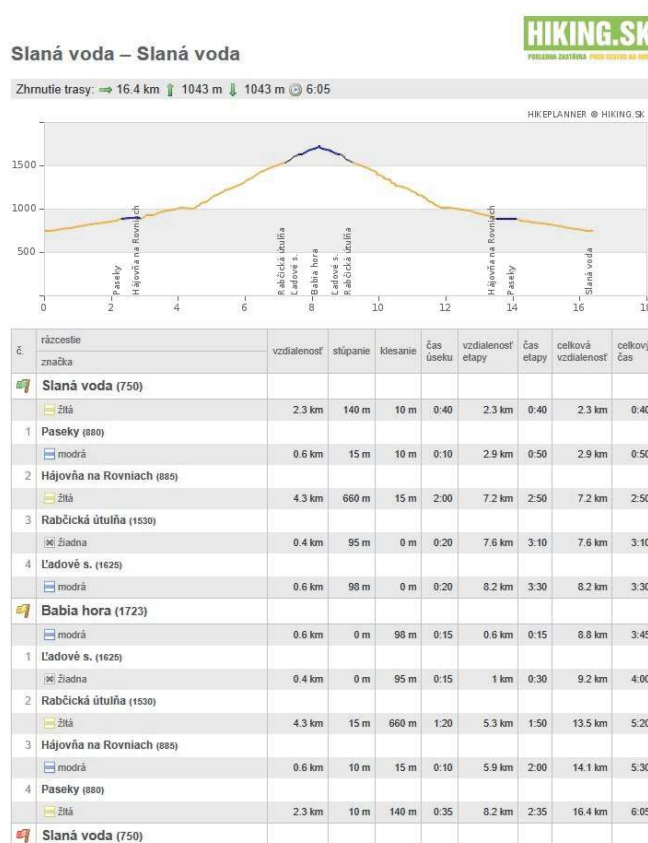 HIKING.SK
Slaná voda – Slaná voda
POSLEDNÁ ZASTÁVKA PRED CESTOU NA HORY
Zhrnutie trasy: 16.4 km 1043 m 1043 m 6:05
HIKEPLANNER @ HIKING.SK
1500
1000
500
Paseky
Hájovňa na Rovniach
Rabčická útulňa
Ľadové s.
Babia hora
Ľadové s.
Rabčická útulňa
Hájovňa na Rovniach
Paseky
Slaná voda
0 2 4 6 8 10 12 14 16 18
č. rázcestie vzdialenosť stúpanie klesanie čas úseku vzdialenosť etapy čas etapy celková vzdialenosť celkový čas
značka
Slaná voda (750)
žltá 2.3 km 140 m 10 m 0:40 2.3 km 0:40 2.3 km 0:40
1 Paseky (880)
modrá 0.6 km 15 m 10 m 0:10 2.9 km 0:50 2.9 km 0:50
2 Hájovňa na Rovniach (885)
žltá 4.3 km 660 m 15 m 2:00 7.2 km 2:50 7.2 km 2:50
3 Rabčická útulňa (1530)
žiadna 0.4 km 95 m 0 m 0:20 7.6 km 3:10 7.6 km 3:10
4 Ľadové s. (1625)
modrá 0.6 km 98 m 0 m 0:20 8.2 km 3:30 8.2 km 3:30
Babia hora (1723)
modrá 0.6 km 0 m 98 m 0:15 0.6 km 0:15 8.8 km 3:45
1 Ľadové s. (1625)
žiadna 0.4 km 0 m 95 m 0:15 1 km 0:30 9.2 km 4:00
2 Rabčická útulňa (1530)
žltá 4.3 km 15 m 660 m 1:20 5.3 km 1:50 13.5 km 5:20
3 Hájovňa na Rovniach (885)
modrá 0.6 km 10 m 15 m 0:10 5.9 km 2:00 14.1 km 5:30
4 Paseky (880)
žltá 2.3 km 10 m 140 m 0:35 8.2 km 2:35 16.4 km 6:05
Slaná voda (750)